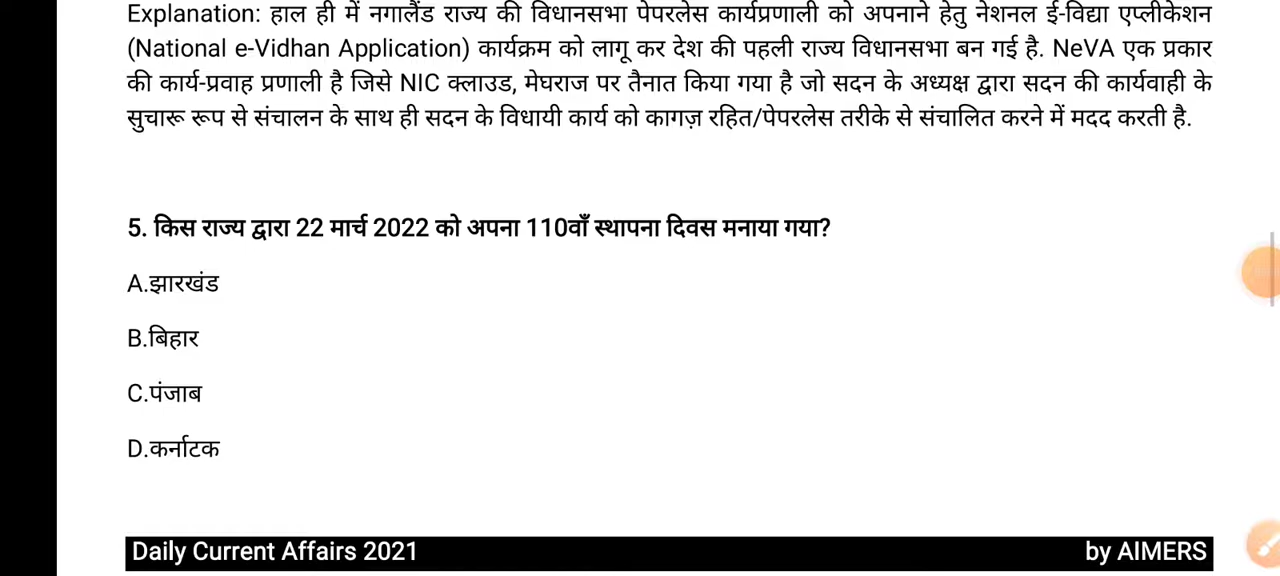 Explanation: हाल ही में नगालैंड राज्य की विधानसभा पेपरलेस कार्यप्रणाली को अपनाने हेतु नेशनल ई-विद्या एप्लीकेशन
(National e-Vidhan Application) कार्यक्रम को लागू कर देश की पहली राज्य विधानसभा बन गई है. NeVA एक प्रकार
की कार्य-प्रवाह प्रणाली है जिसे NIC क्लाउड, मेघराज पर तैनात किया गया है जो सदन के अध्यक्ष द्वारा सदन की कार्यवाही के
सुचारू रूप से संचालन के साथ ही सदन के विधायी कार्य को कागज़ रहित/पेपरलेस तरीके से संचालित करने में मदद करती है.
5. किस राज्य द्वारा 22 मार्च 2022 को अपना 110वाँ स्थापना दिवस मनाया गया?
A.झारखंड
B.बिहार
C.पंजाब
D.कर्नाटक
Daily Current Affairs 2021 by AIMERS